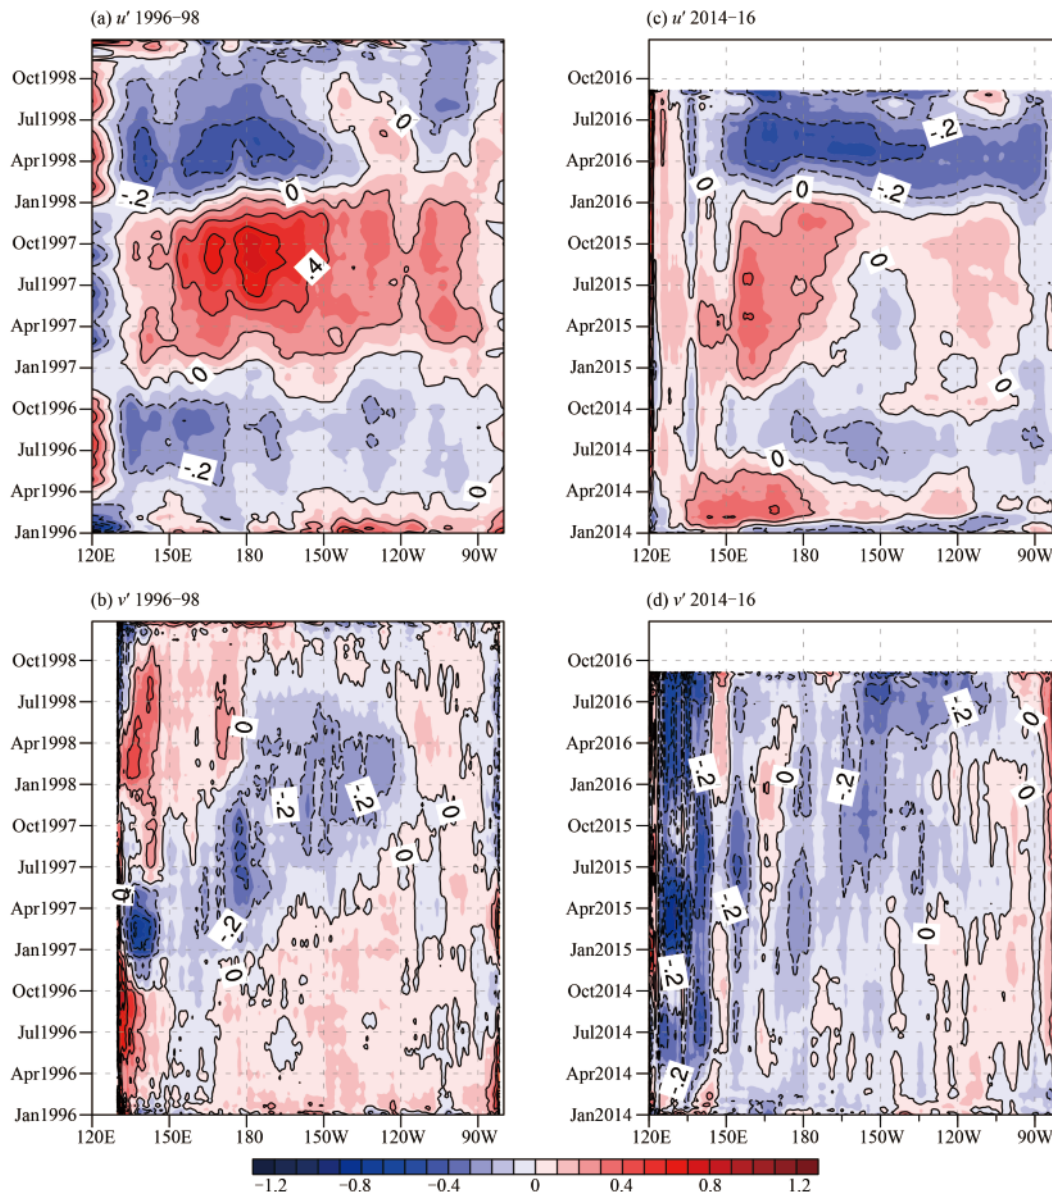 (a) u′ 1996–98
Oct1998
Jul1998
Apr1998
Jan1998
Oct1997
Jul1997
Apr1997
Jan1997
Oct1996
Jul1996
Apr1996
Jan1996
0
-.2
0
.4
0
-.2
0
120E 150E 180 150W 120W 90W
(c) u′ 2014–16
Oct2016
Jul2016
Apr2016
Jan2016
Oct2015
Jul2015
Apr2015
Jan2015
Oct2014
Jul2014
Apr2014
Jan2014
-.2
0
0
-.2
0
0
0
120E 150E 180 150W 120W 90W
(b) v′ 1996–98
Oct1998
Jul1998
Apr1998
Jan1998
Oct1997
Jul1997
Apr1997
Jan1997
Oct1996
Jul1996
Apr1996
Jan1996
0
-.2
-.2
0
0
0
-.2
0
120E 150E 180 150W 120W 90W
(d) v′ 2014–16
Oct2016
Jul2016
Apr2016
Jan2016
Oct2015
Jul2015
Apr2015
Jan2015
Oct2014
Jul2014
Apr2014
Jan2014
-.2
0
-.2
0
-.2
0
-.2
0
-.2
-.2
0
120E 150E 180 150W 120W 90W
−1.2 −0.8 −0.4 0 0.4 0.8 1.2